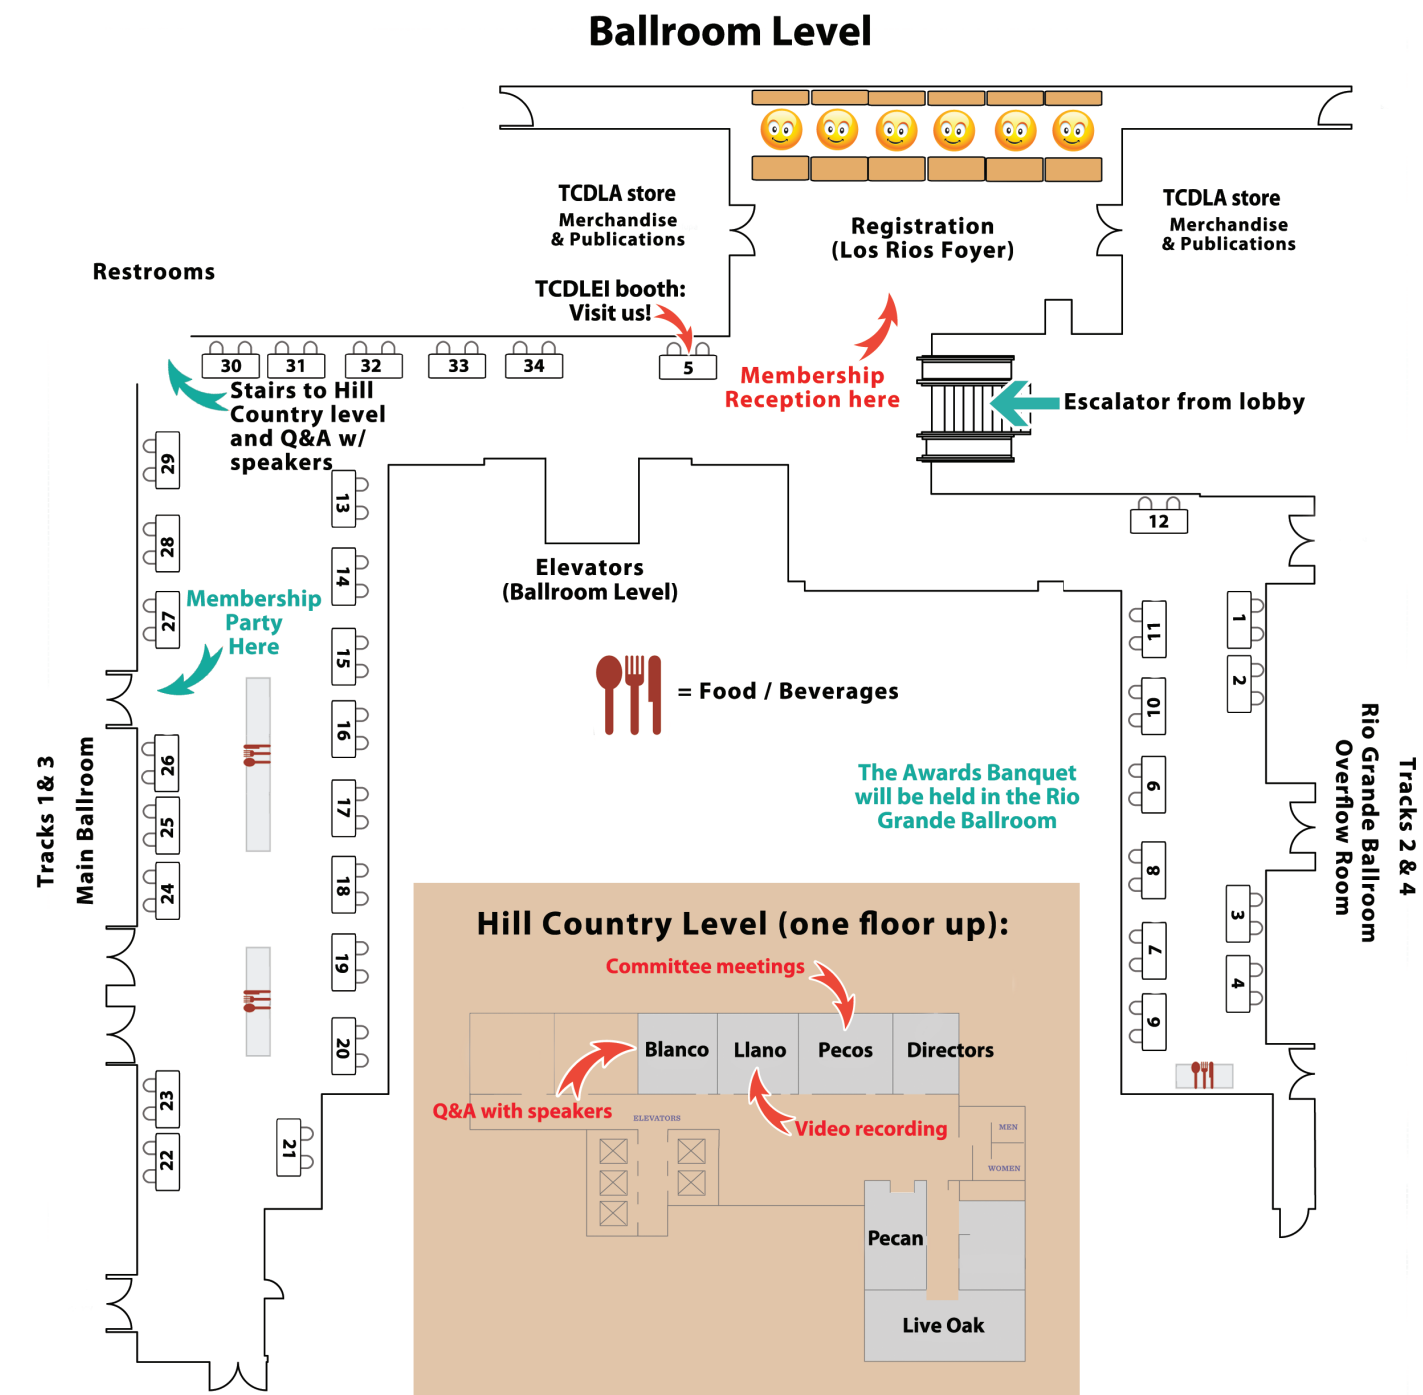 Ballroom Level
TCDLA store
Merchandise
& Publications
Registration
(Los Rios Foyer)
TCDLA store
Merchandise
& Publications
Restrooms
TCDLEI booth:
Visit us!
30
31
32
33
34
5
Membership
Reception here
Escalator from lobby
Stairs to Hill
Country level
and Q&A w/
speakers
29
28
27
13
14
15
16
17
18
19
20
12
Elevators
(Ballroom Level)
Membership
Party
Here
= Food / Beverages
11
10
9
8
7
6
1
2
3
4
The Awards Banquet
will be held in the Rio
Grande Ballroom
Tracks 1& 3
Main Ballroom
26
25
24
23
22
21
Tracks 2 & 4
Rio Grande Ballroom
Overflow Room
Hill Country Level (one floor up):
Committee meetings
Blanco
Llano
Pecos
Directors
Q&A with speakers
Video recording
ELEVATORS
MEN
WOMEN
Pecan
Live Oak